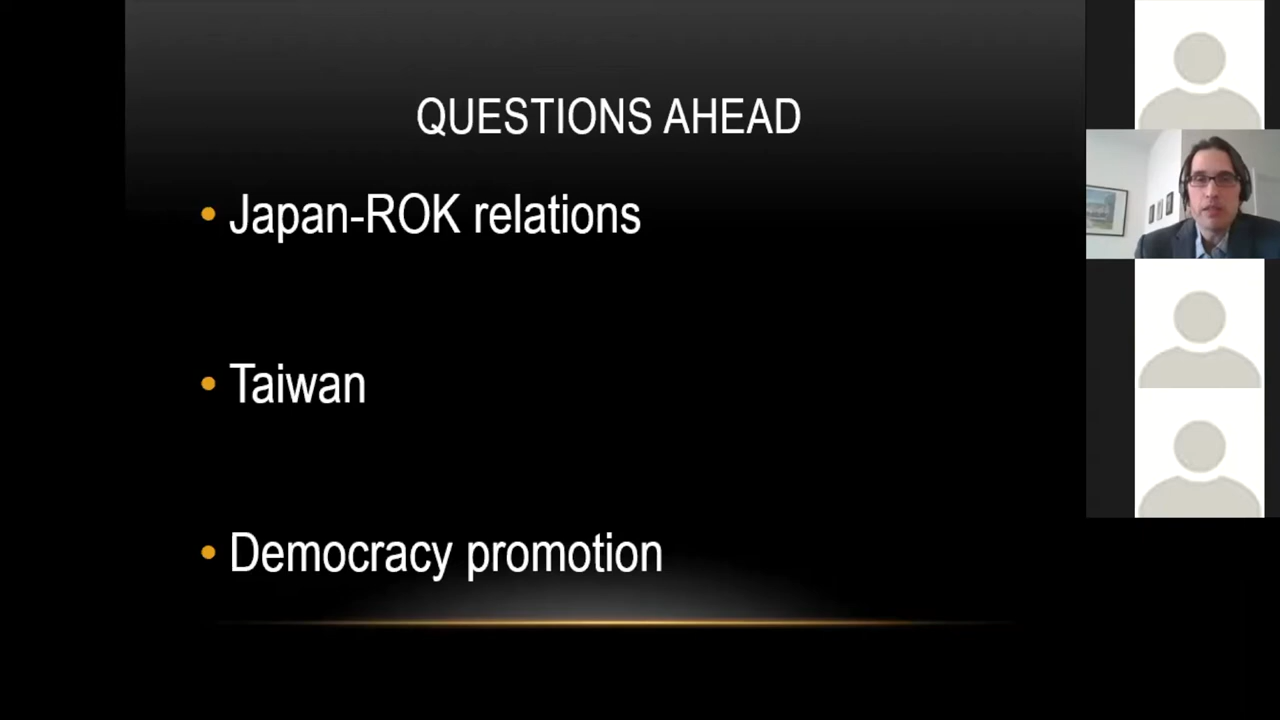 QUESTIONS AHEAD
• Japan-ROK relations
• Taiwan
• Democracy promotion